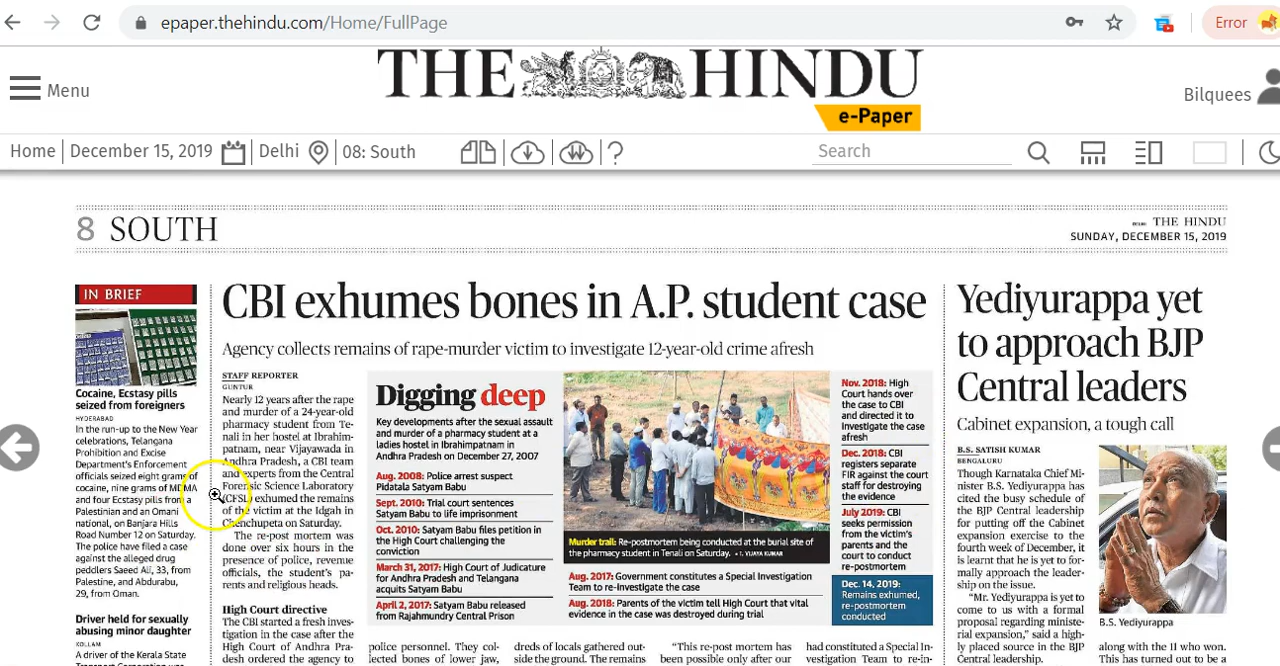 epaper.thehindu.com/Home/FullPage
Error
Menu
THE HINDU
e-Paper
Bilquees
Home
December 15, 2019
Delhi
08: South
Search
8 SOUTH
THE HINDU
SUNDAY, DECEMBER 15, 2019
IN BRIEF
Cocaine, Ecstasy pills
seized from foreigners
HYDERABAD
In the run-up to the New Year
celebrations, Telangana
Prohibition and Excise
Department's Enforcement
officials seized eight grams of
cocaine, nine grams of MDMA
and four Ecstasy pills from a
Palestinian and an Omani
national, on Banjara Hills
Road Number 12 on Saturday.
The police have filed a case
against the alleged drug
peddlers Saeed Ali, 33, from
Palestine, and Abdurabu,
29, from Oman.
Driver held for sexually
abusing minor daughter
KOLLAM
A driver of the Kerala State
CBI exhumes bones in A.P. student case
Agency collects remains of rape-murder victim to investigate 12-year-old crime afresh
STAFF REPORTER
GUNTUR
Nearly 12 years after the rape
and murder of a 24-year-old
pharmacy student from Te-
nali in her hostel at Ibrahim-
patnam, near Vijayawada in
Andhra Pradesh, a CBI team
and experts from the Central
Forensic Science Laboratory
(CFSL) exhumed the remains
of the victim at the Idgah in
Chenchupeta on Saturday.
The re-post mortem was
done over six hours in the
presence of police, revenue
officials, the student's pa-
rents and religious heads.
High Court directive
The CBI started a fresh inves-
tigation in the case after the
High Court of Andhra Pra-
desh ordered the agency to
Digging deep
Key developments after the sexual assault
and murder of a pharmacy student at a
ladies hostel in Ibrahimpatnam in
Andhra Pradesh on December 27, 2007
Aug. 2008: Police arrest suspect
Pidatala Satyam Babu
Sept. 2010: Trial court sentences
Satyam Babu to life imprisonment
Oct. 2010: Satyam Babu files petition in
the High Court challenging the
conviction
March 31, 2017: High Court of Judicature
for Andhra Pradesh and Telangana
acquits Satyam Babu
April 2, 2017: Satyam Babu released
from Rajahmundry Central Prison
Murder trail: Re-postmortem being conducted at the burial site of
the pharmacy student in Tenali on Saturday. • T. VIJAYA KUMAR
Aug. 2017: Government constitutes a Special Investigation
Team to re-investigate the case
Aug. 2018: Parents of the victim tell High Court that vital
evidence in the case was destroyed during trial
Nov. 2018: High
Court hands over
the case to CBI
and directed it to
investigate the case
afresh
Dec. 2018: CBI
registers separate
FIR against the court
staff for destroying
the evidence
July 2019: CBI
seeks permission
from the victim's
parents and the
court to conduct
re-postmortem
Dec. 14, 2019:
Remains exhumed,
re-postmortem
conducted
police personnel. They col-
lected bones of lower jaw,
dreds of locals gathered out-
side the ground. The remains
"This re-post mortem has
been possible only after our
had constituted a Special In-
vestigation Team to re-in-
Yediyurappa yet
to approach BJP
Central leaders
Cabinet expansion, a tough call
B.S. SATISH KUMAR
BENGALURU
Though Karnataka Chief Mi-
nister B.S. Yediyurappa has
cited the busy schedule of
the BJP Central leadership
for putting off the Cabinet
expansion exercise to the
fourth week of December, it
is learnt that he is yet to for-
mally approach the leader-
ship on the issue.
"Mr. Yediyurappa is yet to
come to us with a formal
proposal regarding ministe-
rial expansion," said a high-
ly placed source in the BJP
Central leadership.
B.S. Yediyurappa
along with the 11 who won.
This has turned out to be a